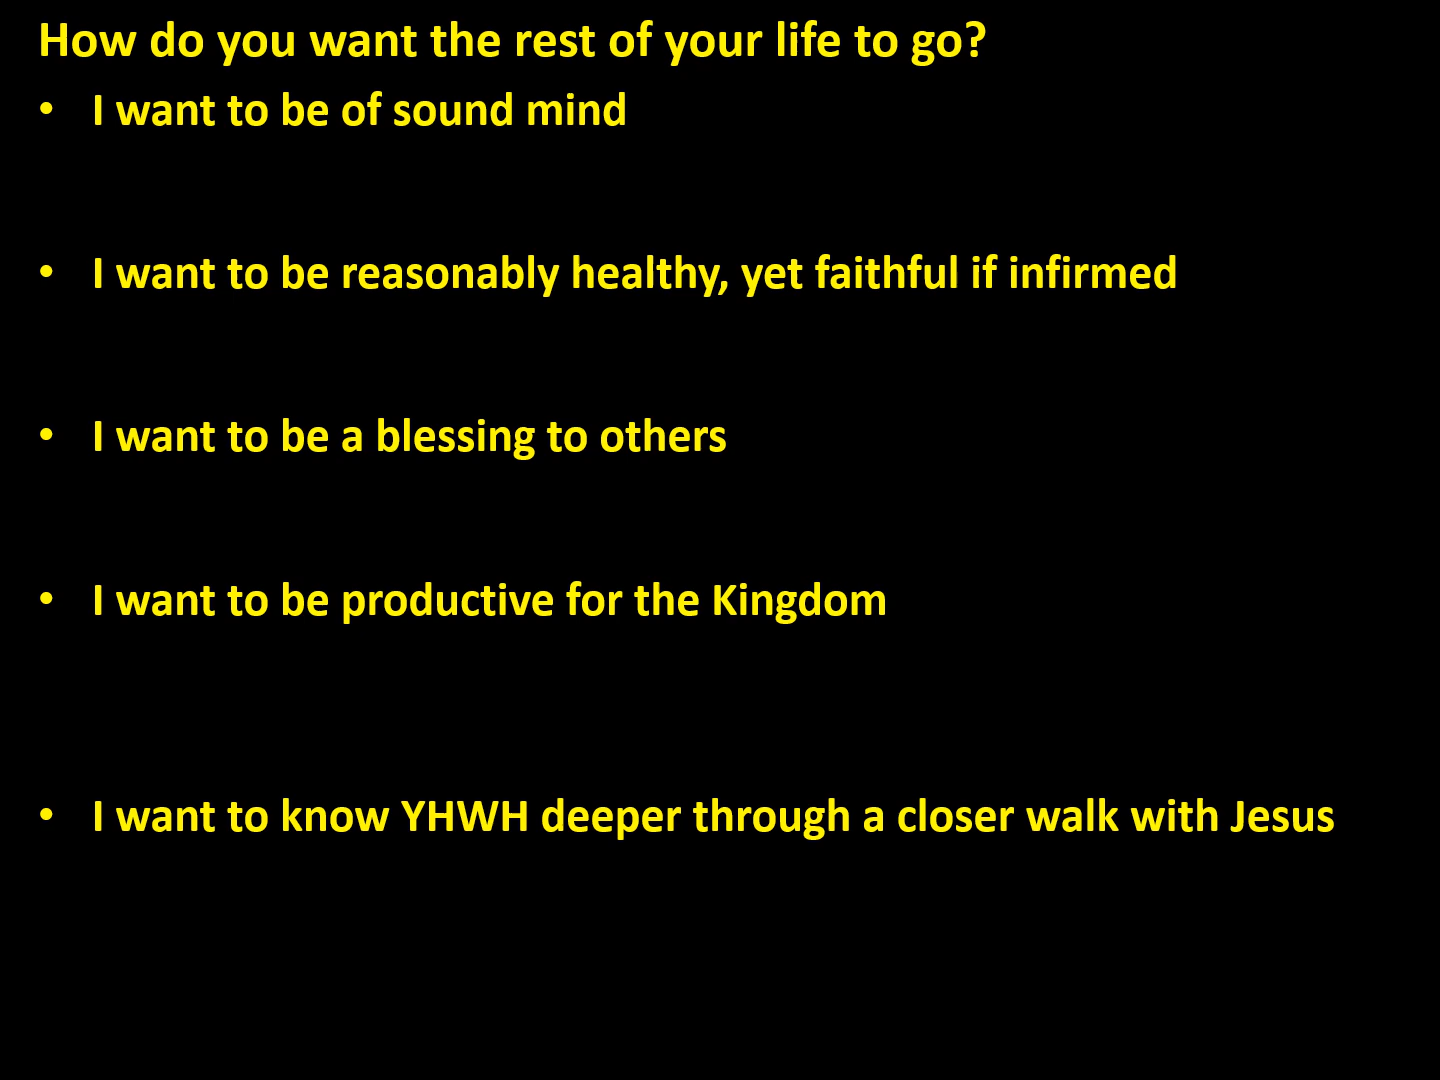 How do you want the rest of your life to go?
• I want to be of sound mind
• I want to be reasonably healthy, yet faithful if infirmed
• I want to be a blessing to others
• I want to be productive for the Kingdom
• I want to know YHWH deeper through a closer walk with Jesus